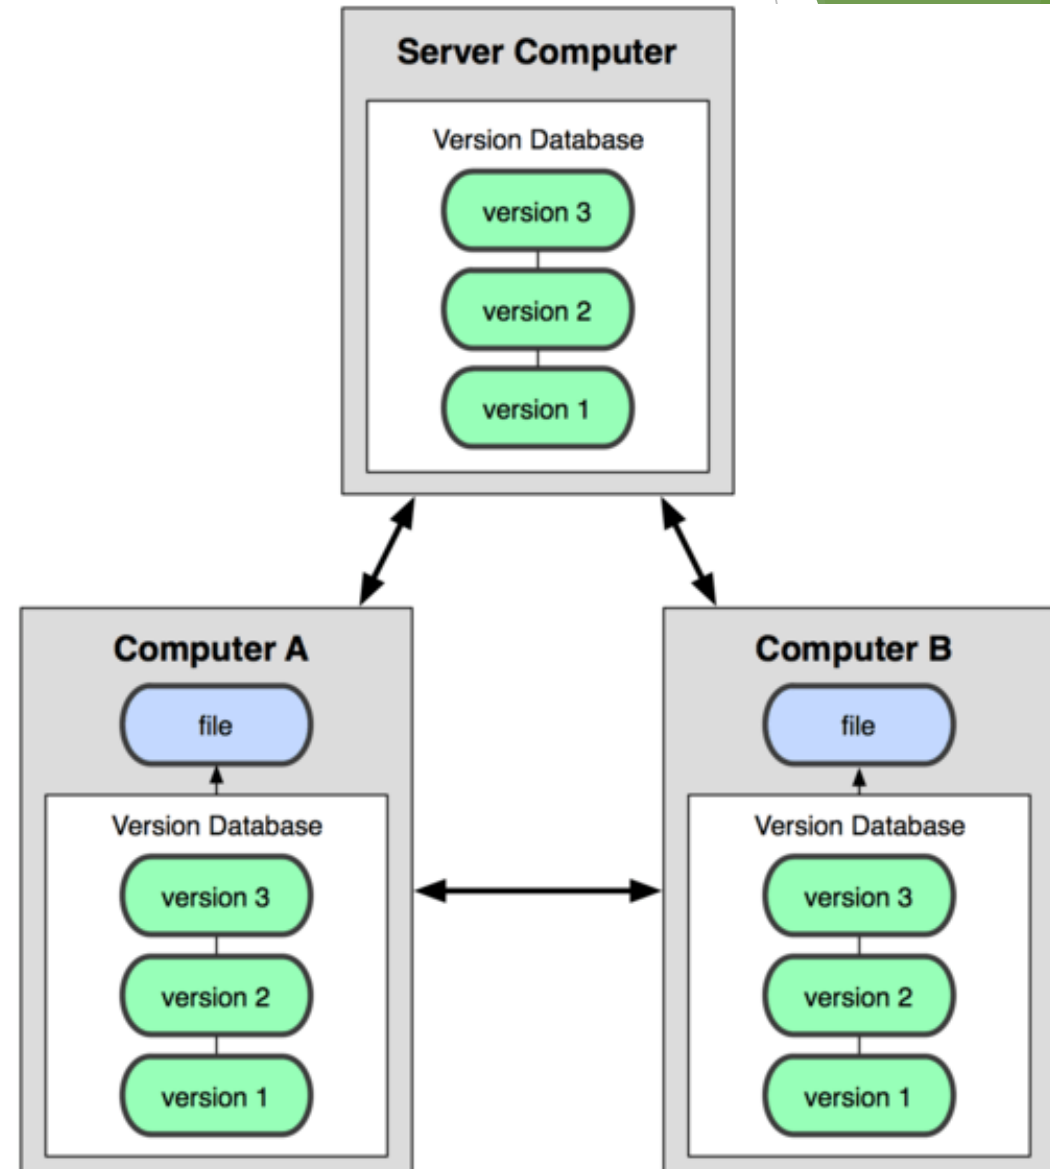 Server Computer
Version Database
version 3
version 2
version 1
Computer A
file
Version Database
version 3
version 2
version 1
Computer B
file
Version Database
version 3
version 2
version 1